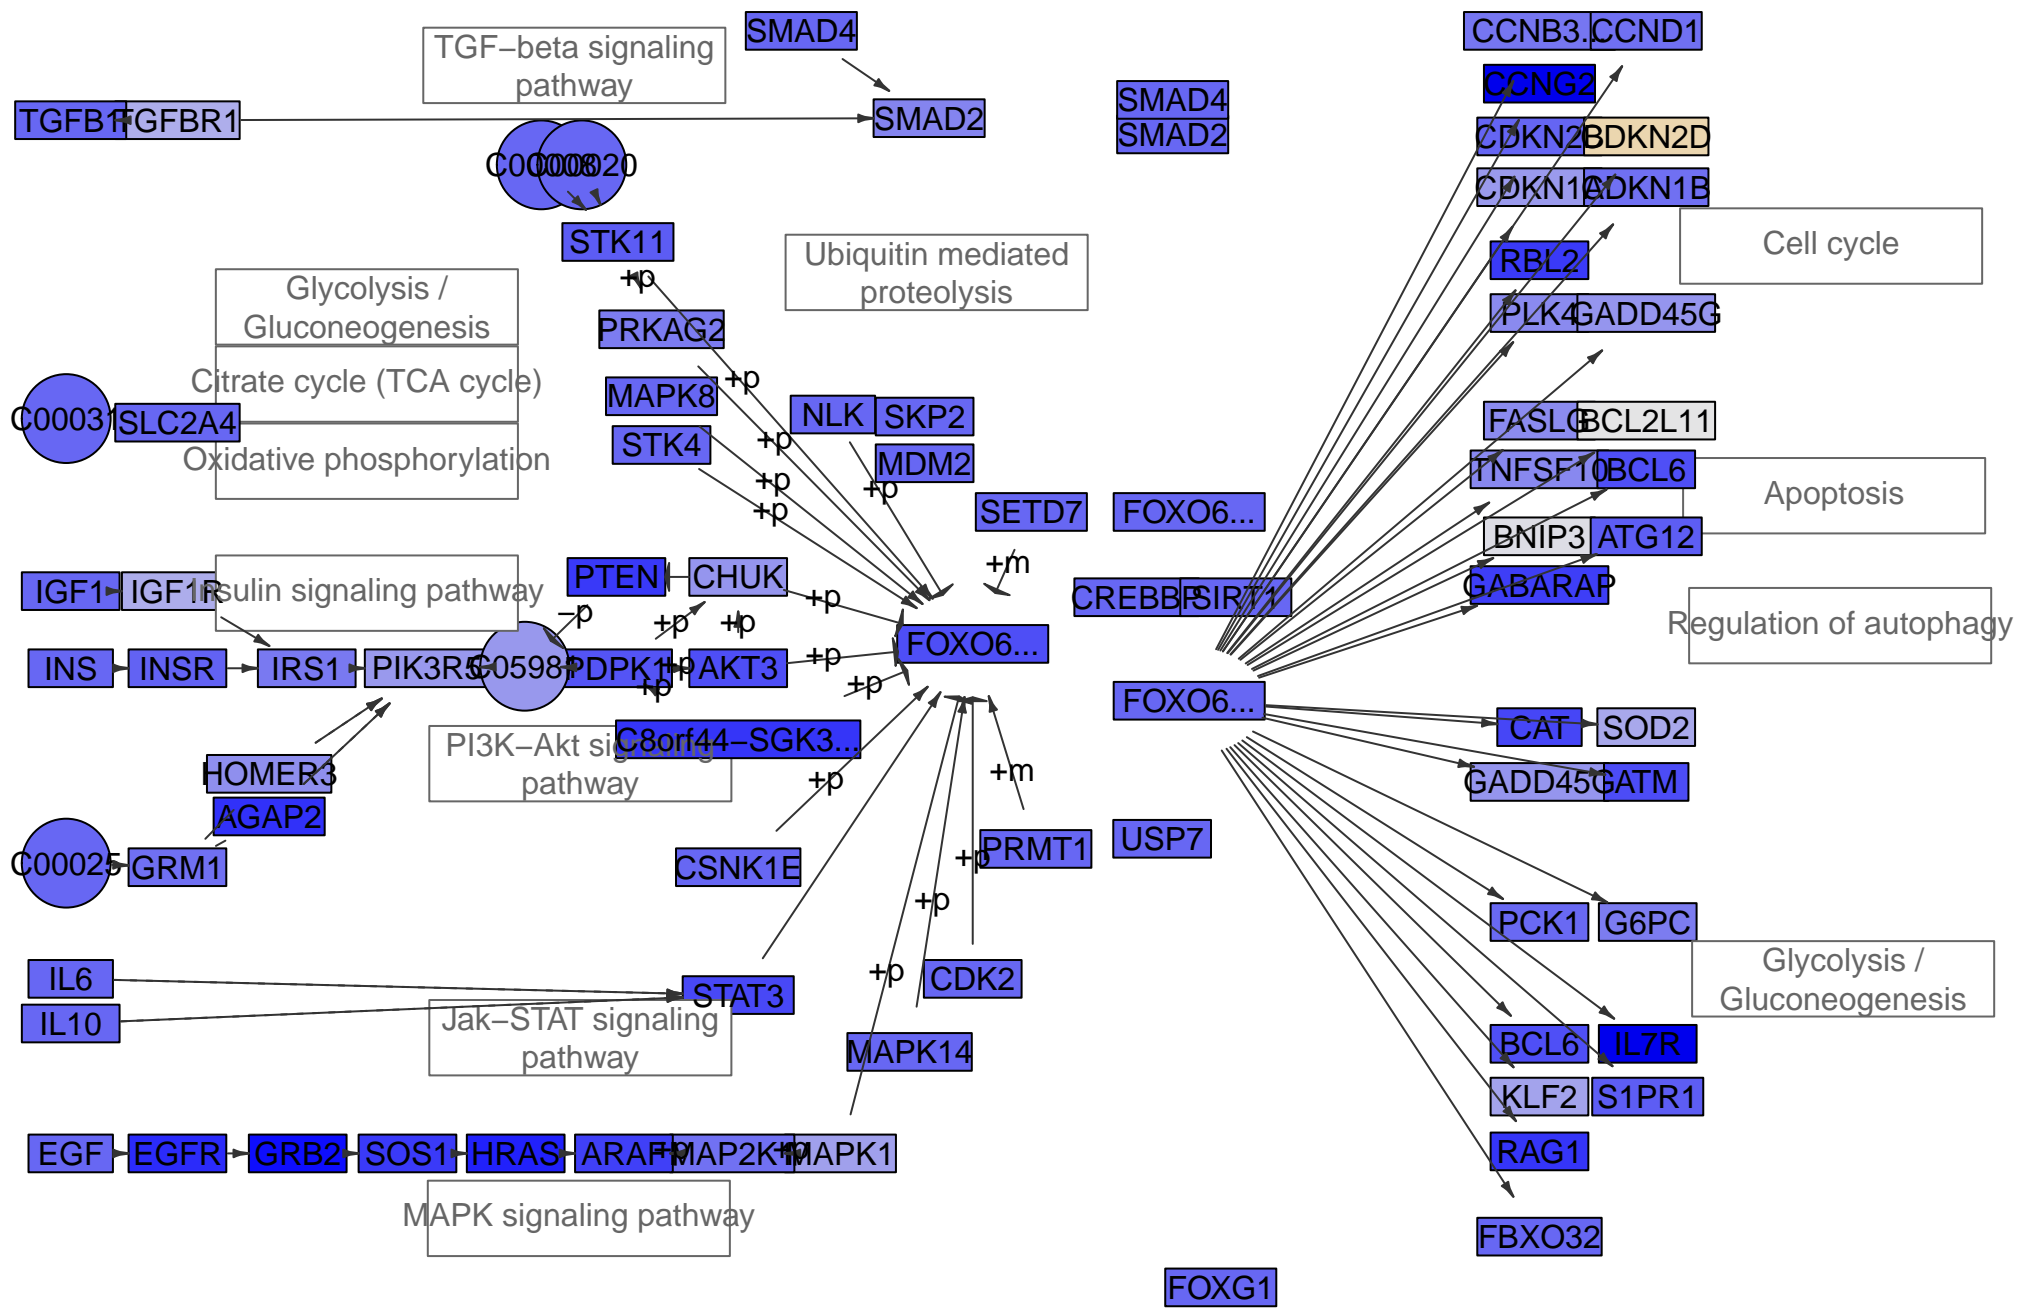 SMAD4
CCNB3...
CCND1
TGF−beta signaling
pathway
CCNG2
SMAD4
TGFB1
TGFBR1
SMAD2
SMAD2
CDKN2B
CDKN2D
C00020
CDKN1A
CDKN1B
STK11
Ubiquitin mediated
proteolysis
Cell cycle
RBL2
+p
Glycolysis /
Gluconeogenesis
PRKAG2
PLK4
GADD45G
Citrate cycle (TCA cycle)
+p
MAPK8
NLK
SKP2
C00031
SLC2A4
FASLG
BCL2L11
STK4
+p
Oxidative phosphorylation
MDM2
TNFSF10
BCL6
+p
+p
Apoptosis
+p
SETD7
FOXO6...
BNIP3
ATG12
+m
IGF1
IGF1R
Insulin signaling pathway
PTEN
CHUK
GABARAP
+p
CREBBP
SIRT1
−p
+p
+p
Regulation of autophagy
FOXO6...
INS
INSR
IRS1
PIK3R5
C05981
PDPK1
+p
AKT3
+p
+p
+p
FOXO6...
PI3K−Akt signaling
pathway
C8orf44−SGK3...
CAT
SOD2
HOMER3
+p
+m
GADD45G
ATM
AGAP2
C00025
GRM1
CSNK1E
+p
PRMT1
USP7
+p
PCK1
G6PC
IL6
+p
CDK2
Glycolysis /
Gluconeogenesis
STAT3
IL10
Jak−STAT signaling
pathway
MAPK14
BCL6
IL7R
KLF2
S1PR1
EGF
EGFR
GRB2
SOS1
HRAS
ARAF
+p
MAP2K1
+p
MAPK1
RAG1
MAPK signaling pathway
FBXO32
FOXG1